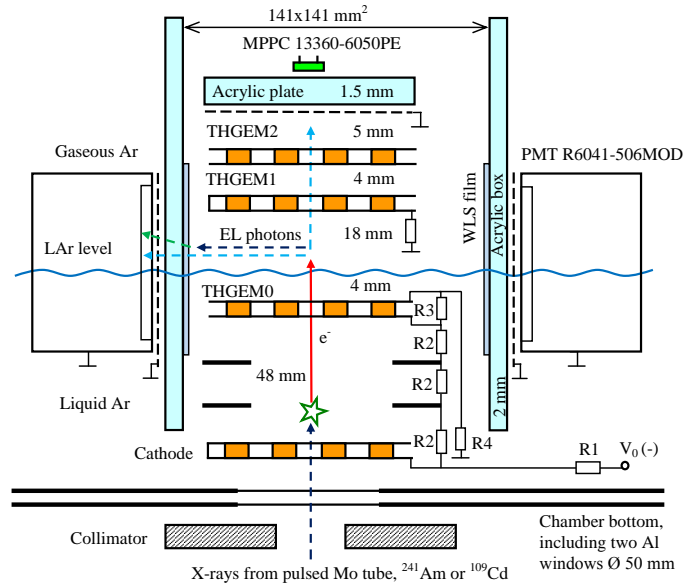 141x141 mm²
MPPC 13360-6050PE
Acrylic plate 1.5 mm
THGEM2 5 mm
Gaseous Ar
PMT R6041-506MOD
THGEM1 4 mm
WLS film
Acrylic box
EL photons 18 mm
LAr level
THGEM0 4 mm
R3
e⁻
R2
48 mm
R2
2 mm
Liquid Ar
R2
R4
Cathode
R1
V₀ (-)
Collimator
Chamber bottom,
including two Al
windows Ø 50 mm
X-rays from pulsed Mo tube, ²⁴¹Am or ¹⁰⁹Cd